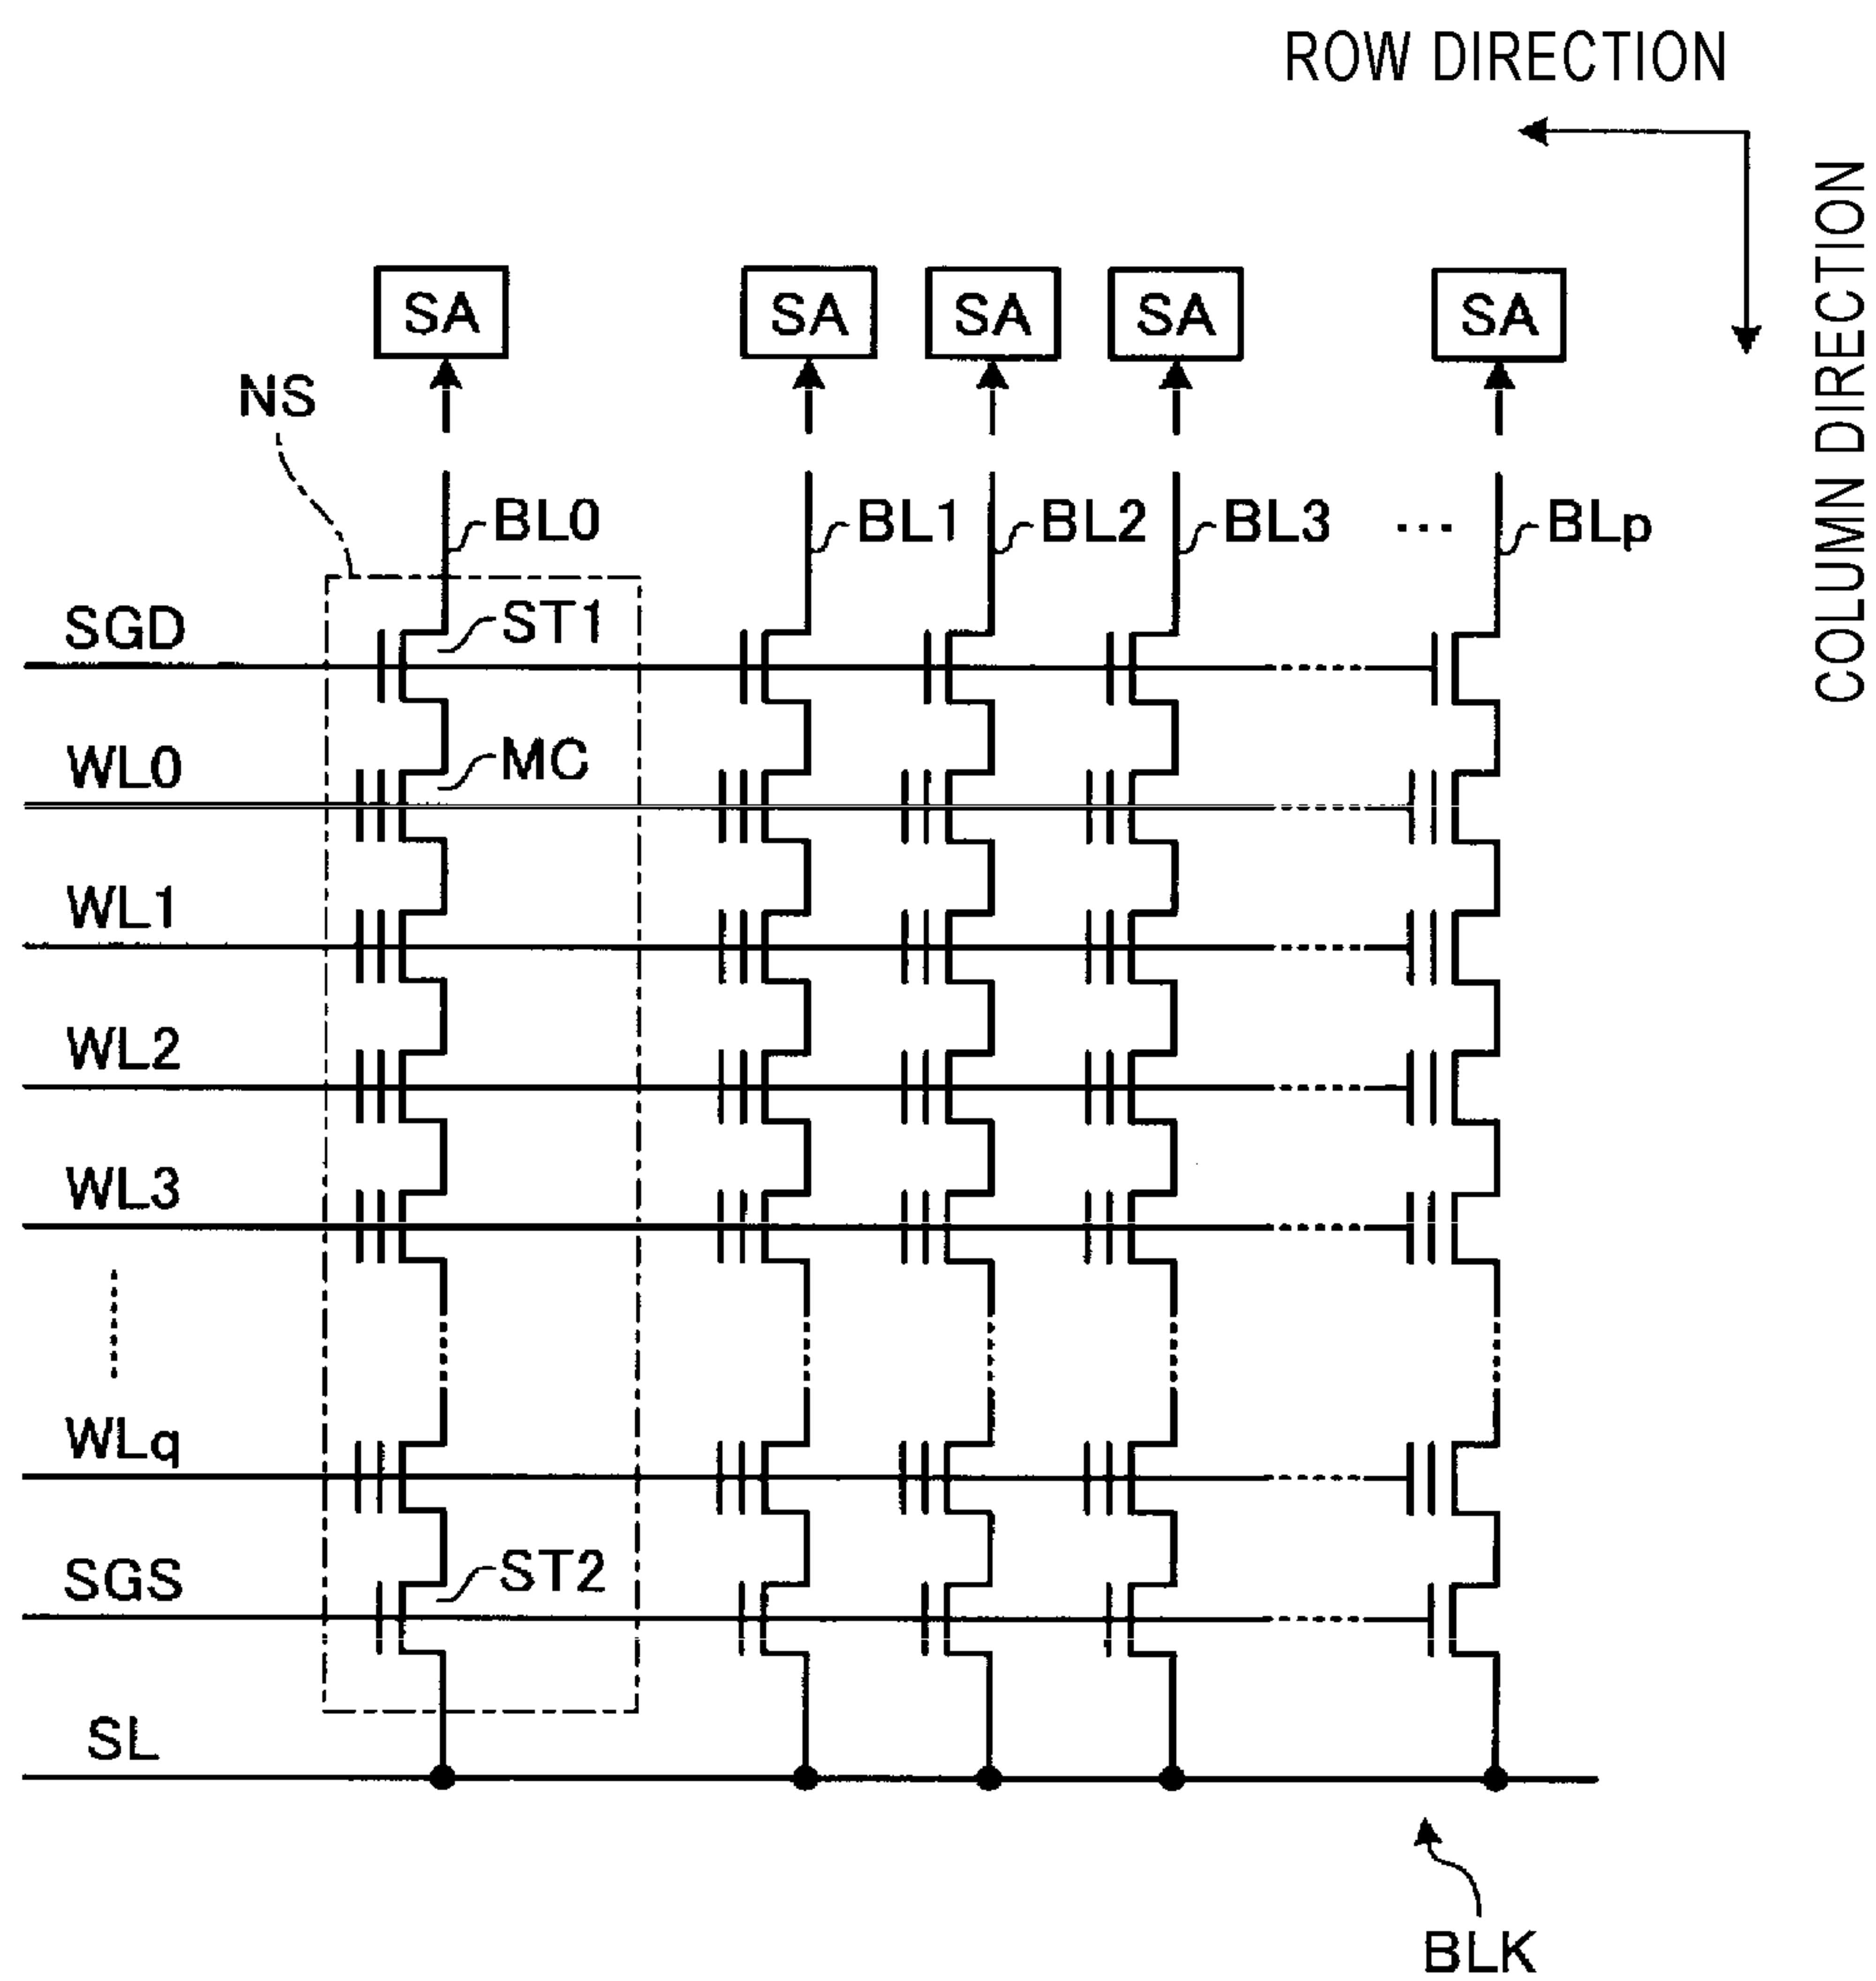 ROW DIRECTION
COLUMN DIRECTION
SA SA SA SA SA
NS
BL0 BL1 BL2 BL3 ... BLp
SGD ST1
WL0 MC
WL1
WL2
WL3
WLq
SGS ST2
SL
BLK